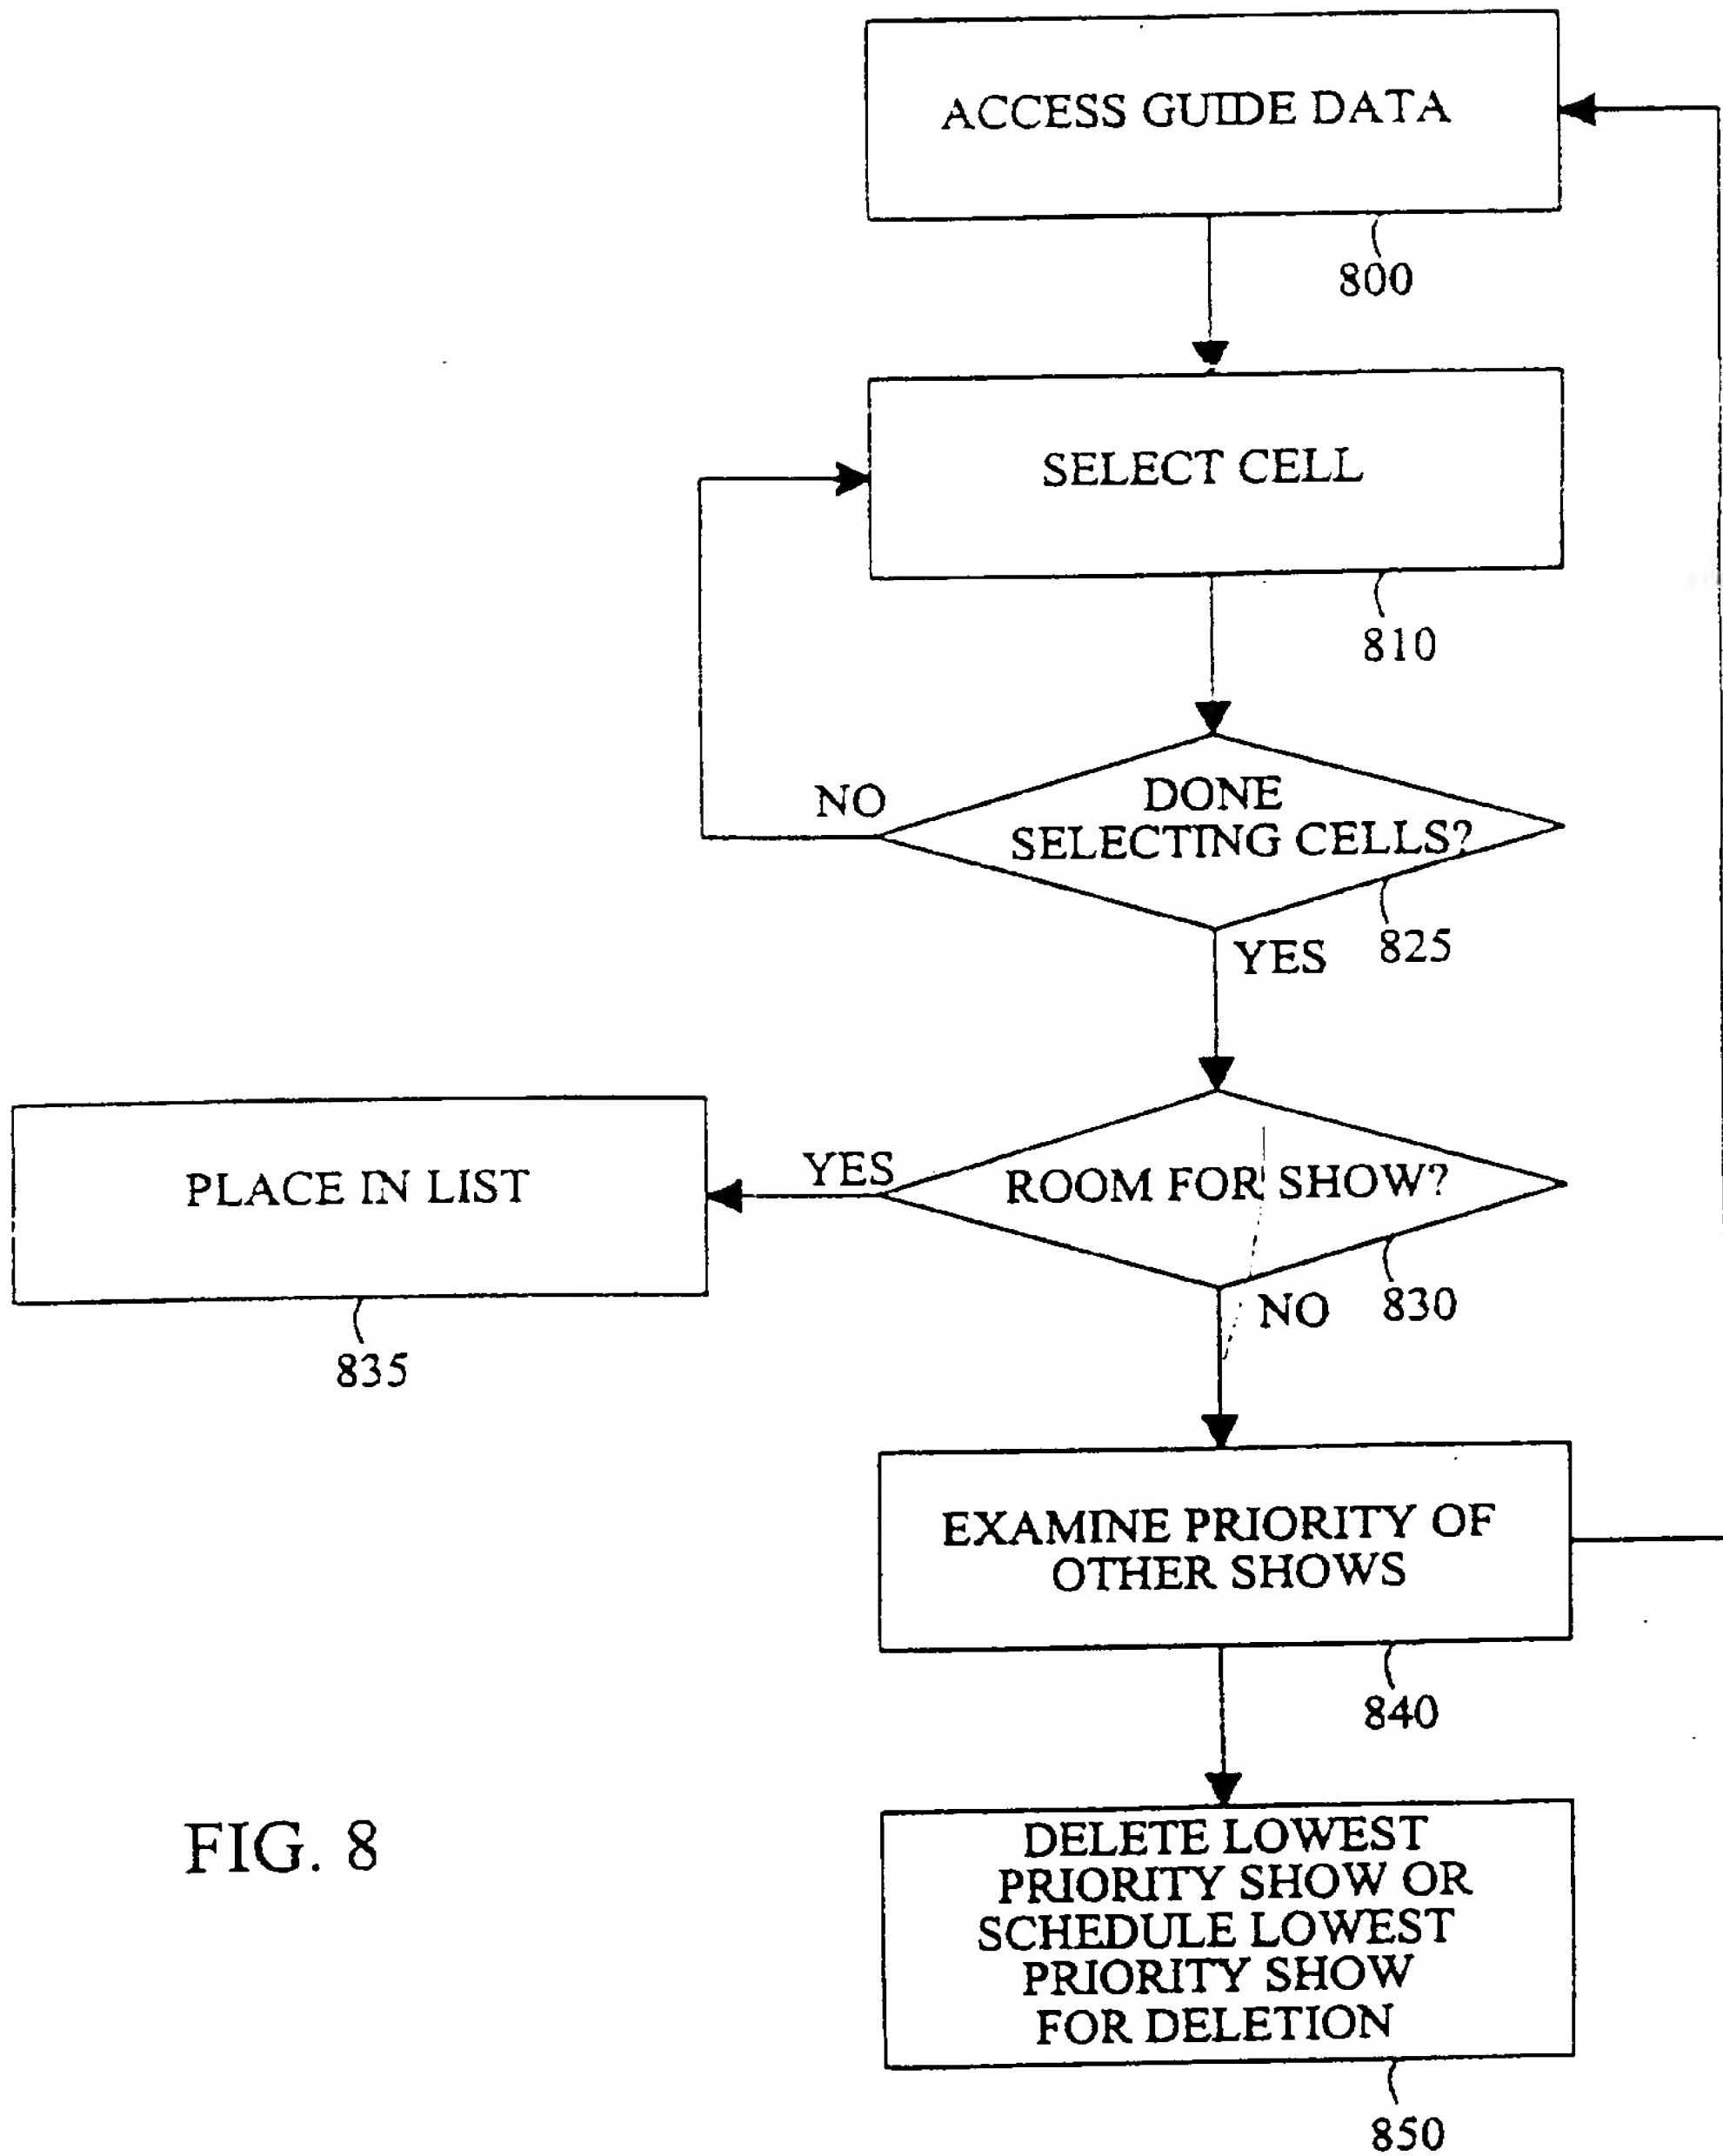 ACCESS GUIDE DATA
800
SELECT CELL
810
NO
DONE
SELECTING CELLS?
YES
825
PLACE IN LIST
835
YES
ROOM FOR SHOW?
NO
830
EXAMINE PRIORITY OF
OTHER SHOWS
840
FIG. 8
DELETE LOWEST
PRIORITY SHOW OR
SCHEDULE LOWEST
PRIORITY SHOW
FOR DELETION
850